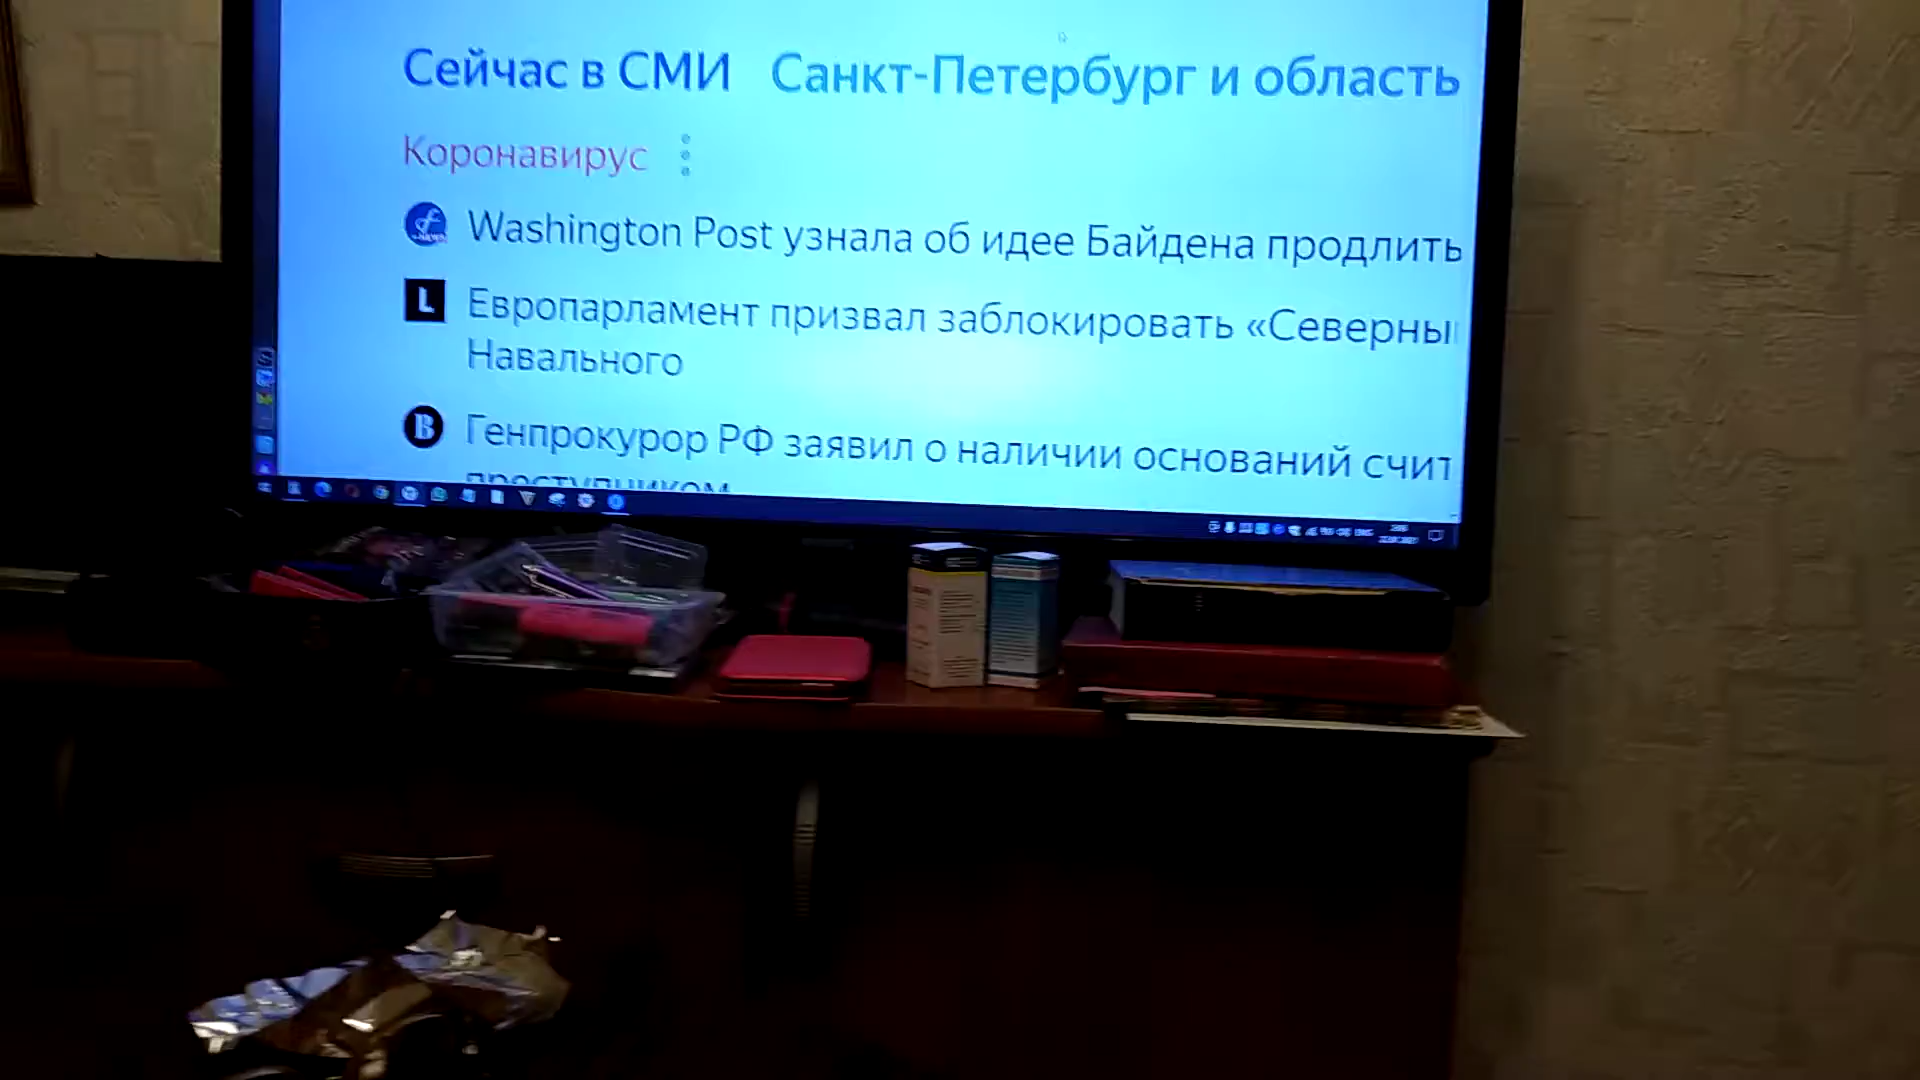 Сейчас в СМИ Санкт-Петербург и область
Коронавирус
Washington Post узнала об идее Байдена продлить
L Европарламент призвал заблокировать «Северны
Навального
B Генпрокурор РФ заявил о наличии оснований счит
преступником